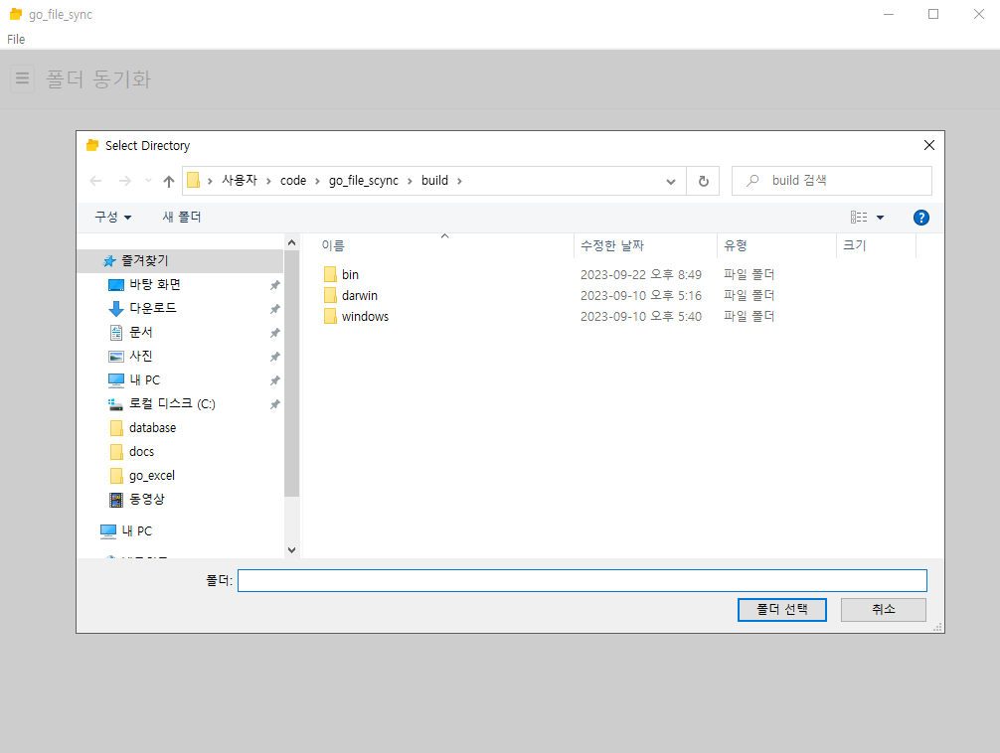 go_file_sync
File
폴더 동기화
Select Directory
사용자 › code › go_file_scync › build ›
build 검색
구성
새 폴더
이름 수정한 날짜 유형 크기
즐겨찾기
바탕 화면
다운로드
문서
사진
내 PC
로컬 디스크 (C:)
database
docs
go_excel
동영상
내 PC
bin 2023-09-22 오후 8:49 파일 폴더
darwin 2023-09-10 오후 5:16 파일 폴더
windows 2023-09-10 오후 5:40 파일 폴더
폴더:
폴더 선택
취소